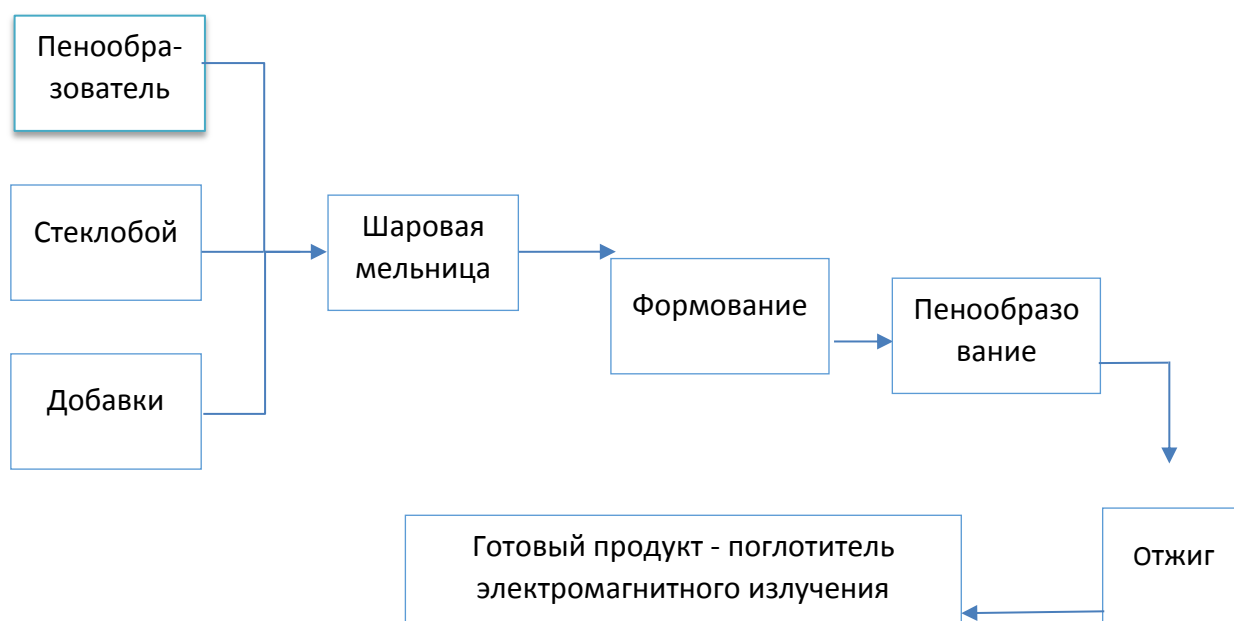 Пенообра-
зователь
Стеклобой
Добавки
Шаровая
мельница
Формование
Пенообразо
вание
Отжиг
Готовый продукт - поглотитель
электромагнитного излучения